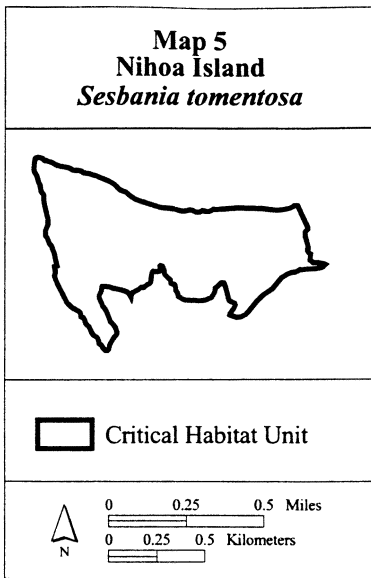 Map 5
Nihoa Island
Sesbania tomentosa
Critical Habitat Unit
0 0.25 0.5 Miles
0 0.25 0.5 Kilometers
N